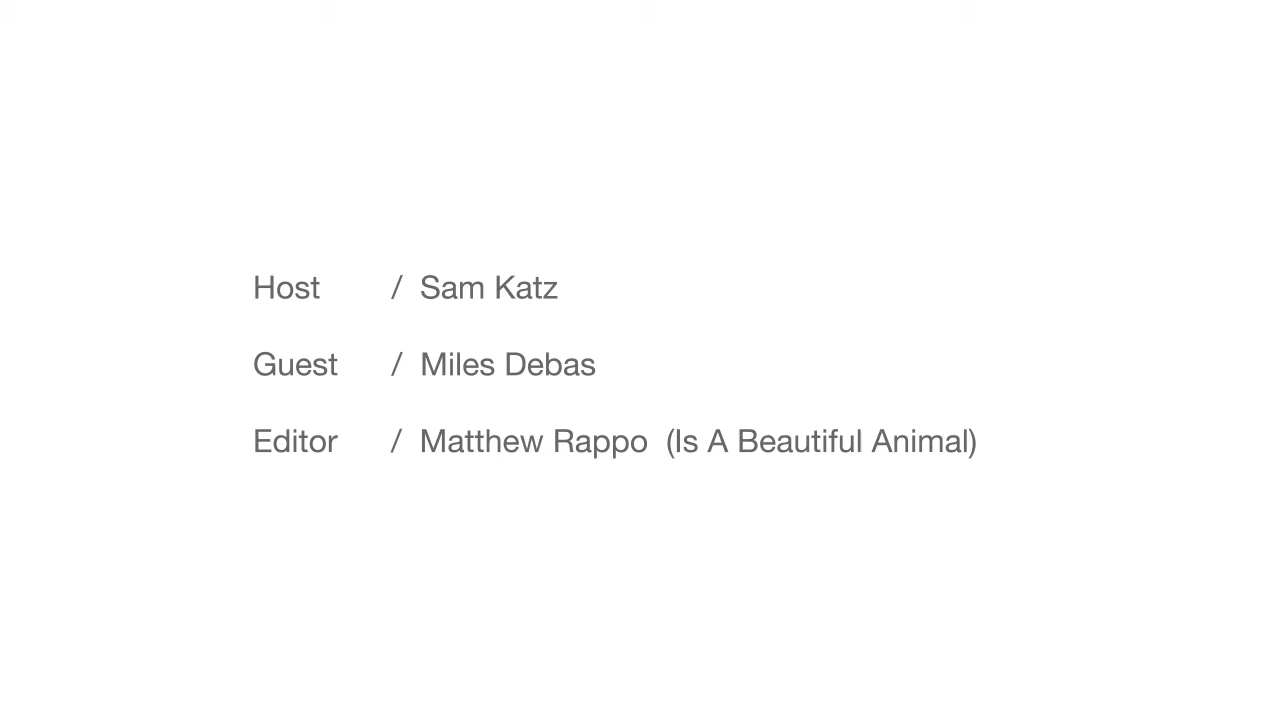 Host / Sam Katz
Guest / Miles Debas
Editor / Matthew Rappo (Is A Beautiful Animal)